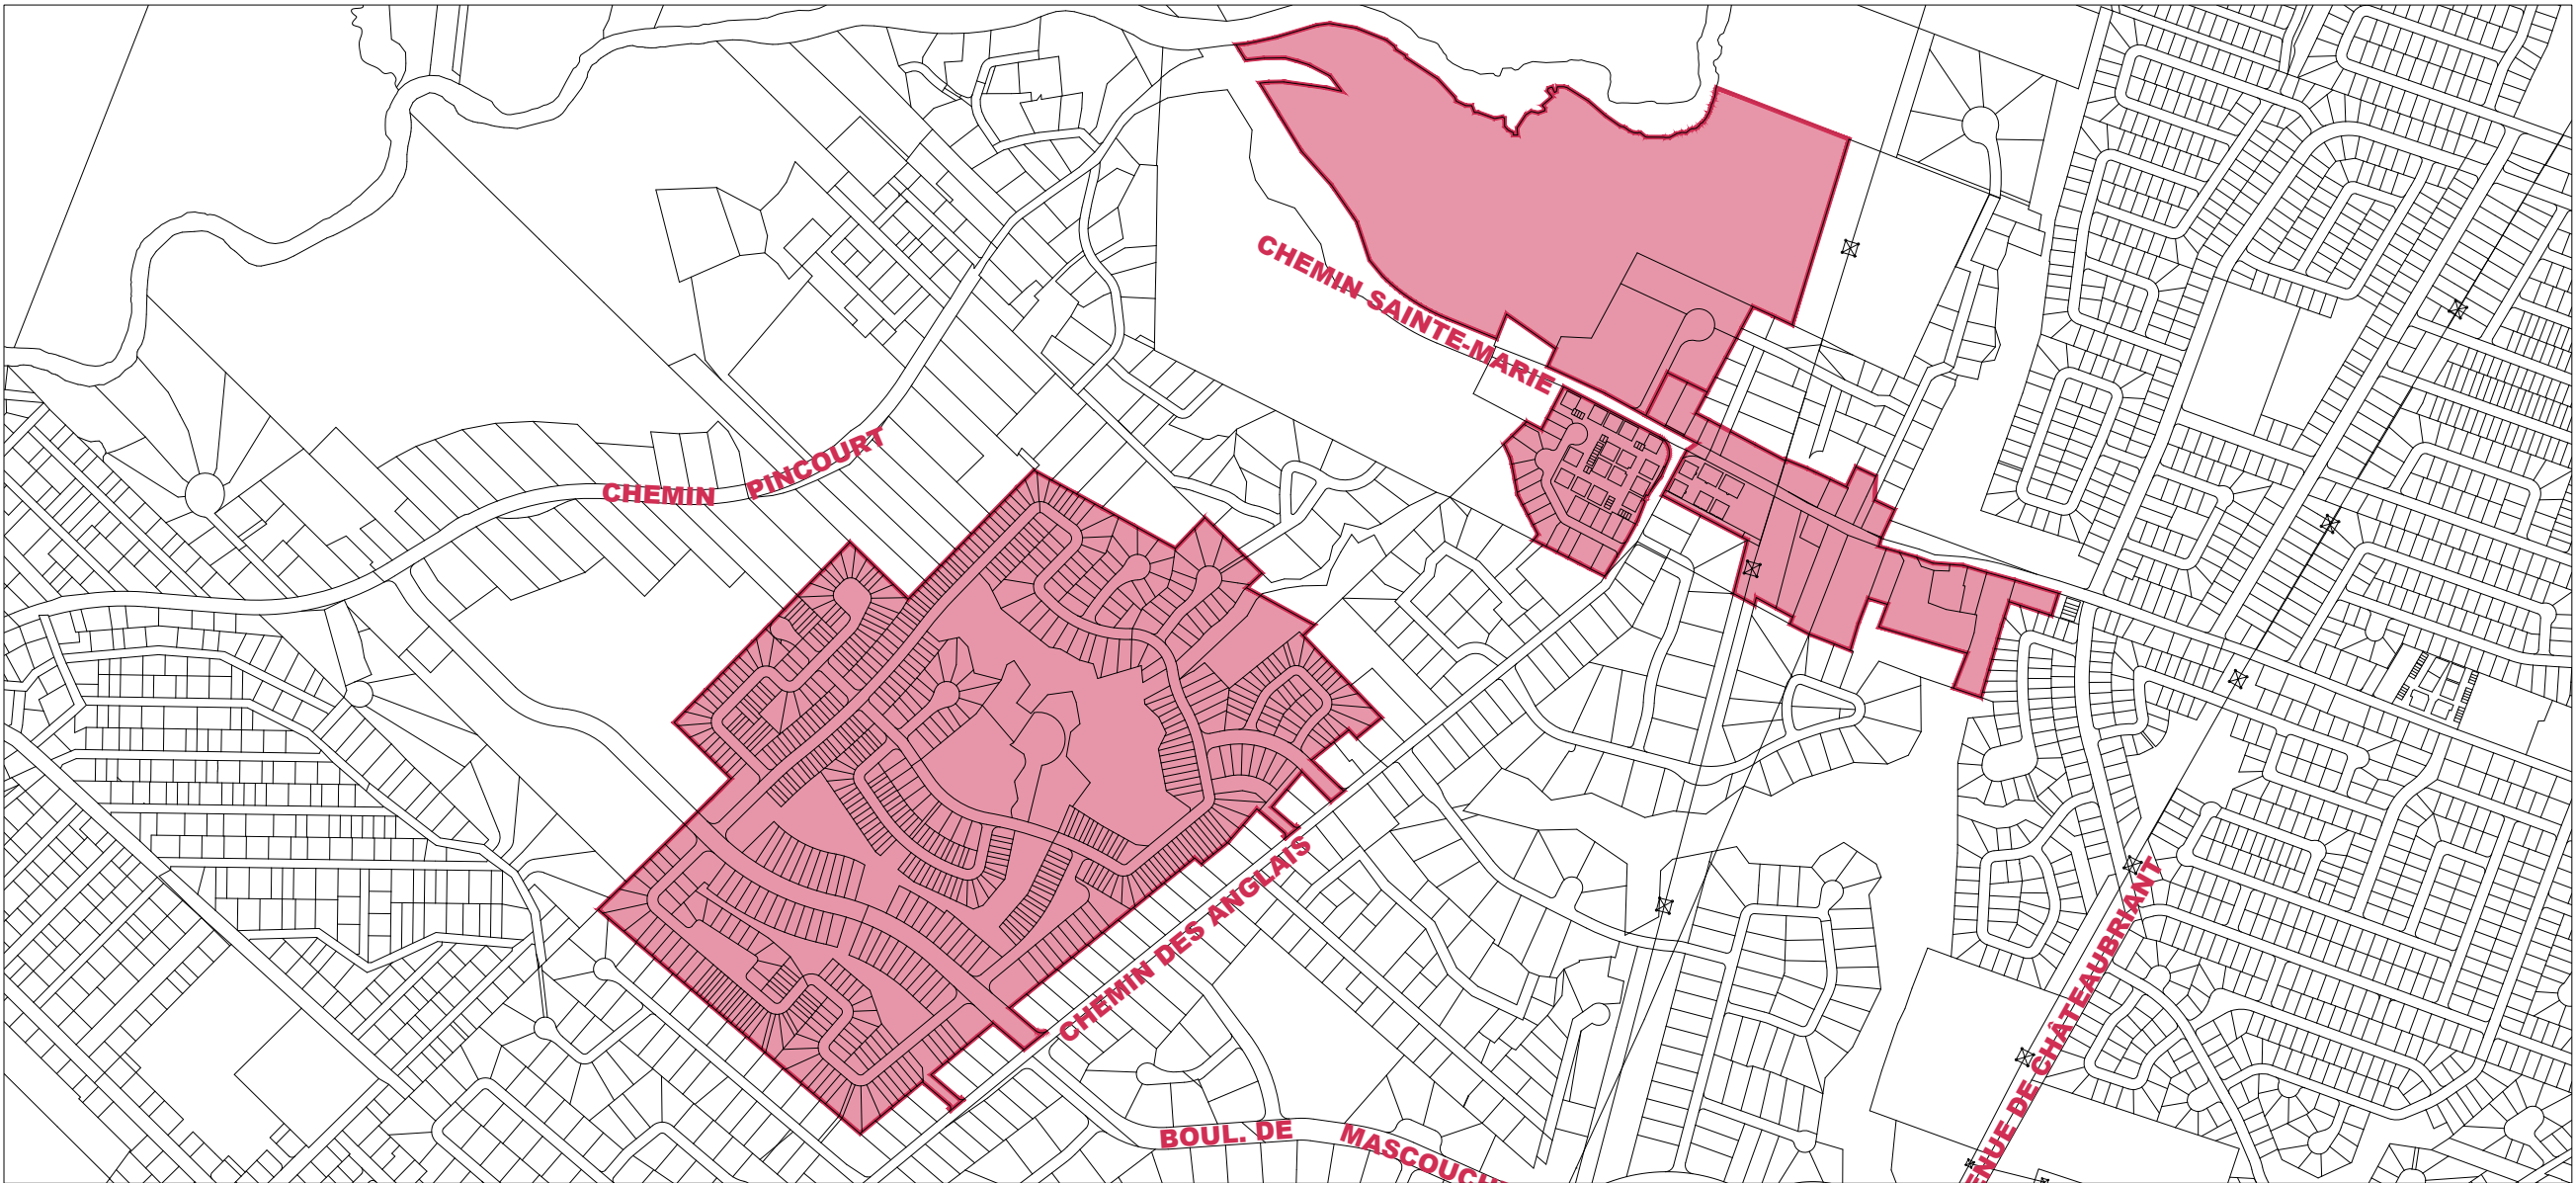 CHEMIN SAINTE-MARIE
CHEMIN PINCOURT
CHEMIN DES ANGLAIS
BOUL. DE MASCOUCH
ENUE DE CHÂTEAUBRIANT